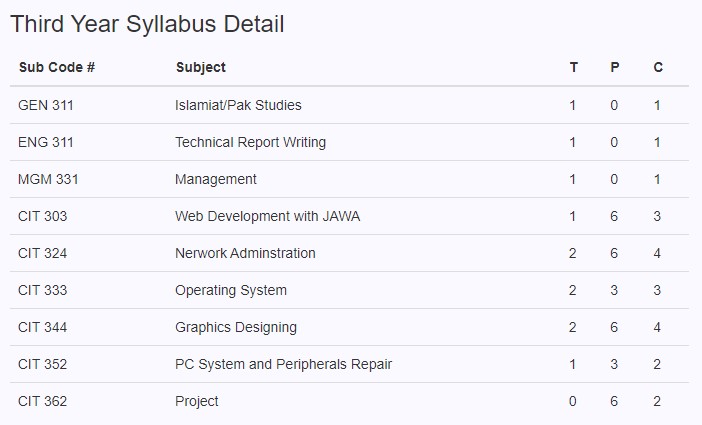 Third Year Syllabus Detail
Sub Code # Subject T P C
GEN 311 Islamiat/Pak Studies 1 0 1
ENG 311 Technical Report Writing 1 0 1
MGM 331 Management 1 0 1
CIT 303 Web Development with JAWA 1 6 3
CIT 324 Nerwork Adminstration 2 6 4
CIT 333 Operating System 2 3 3
CIT 344 Graphics Designing 2 6 4
CIT 352 PC System and Peripherals Repair 1 3 2
CIT 362 Project 0 6 2